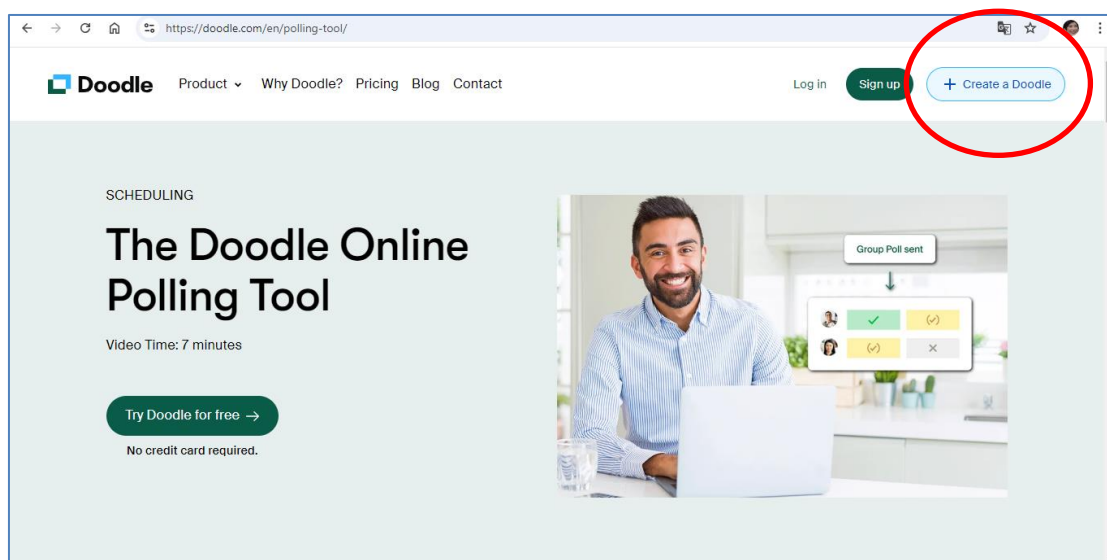 https://doodle.com/en/polling-tool/
Doodle Product Why Doodle? Pricing Blog Contact Log in Sign up + Create a Doodle
SCHEDULING
The Doodle Online
Polling Tool
Video Time: 7 minutes
Try Doodle for free →
No credit card required.
Group Poll sent